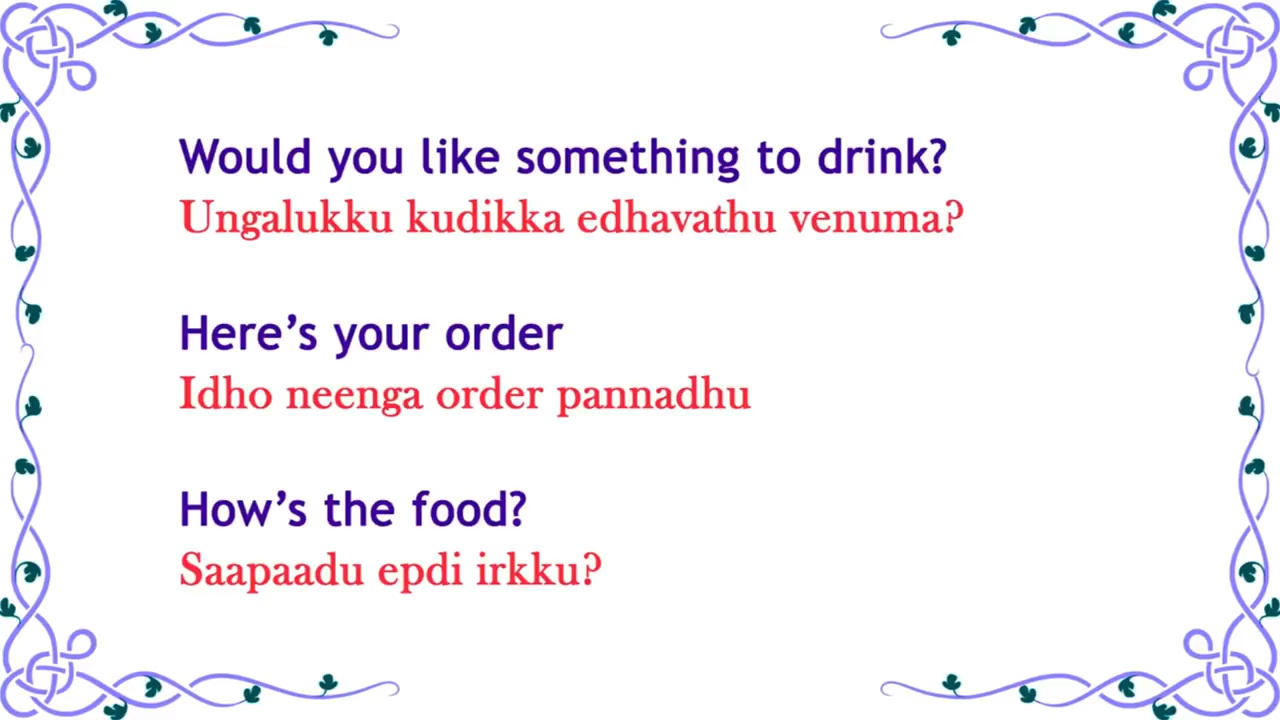 Would you like something to drink?
Ungalukku kudikka edhavathu venuma?
Here’s your order
Idho neenga order pannadhu
How’s the food?
Saapaadu epdi irkku?